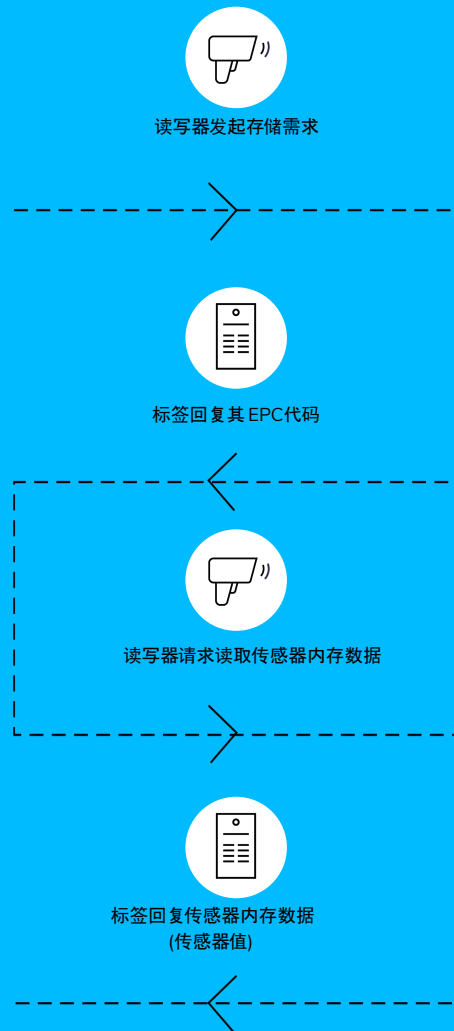 读写器发起存储需求
标签回复其EPC代码
读写器请求读取传感器内存数据
标签回复传感器内存数据
(传感器值)